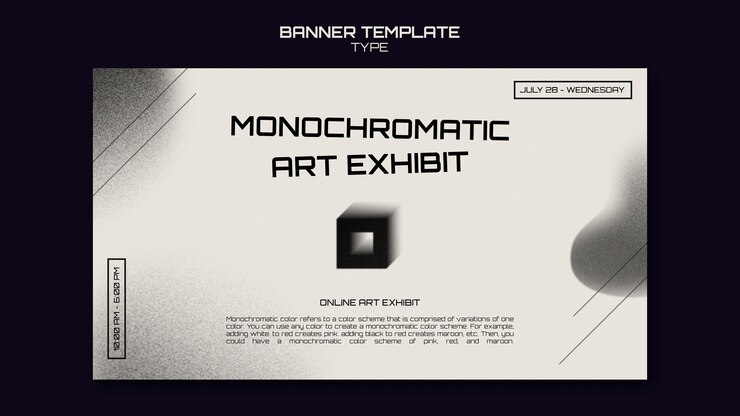 BANNER TEMPLATE
TYPE
JULY 28 - WEDNESDAY
MONOCHROMATIC
ART EXHIBIT
10:00 AM - 6:00 PM
ONLINE ART EXHIBIT
Monochromatic color refers to a color scheme that is comprised of variations of one
color. You can use any color to create a monochromatic color scheme. For example,
adding white, to red creates pink, adding black to red creates maroon, etc. Then, you
could have a monochromatic color scheme of pink, red, and maroon.